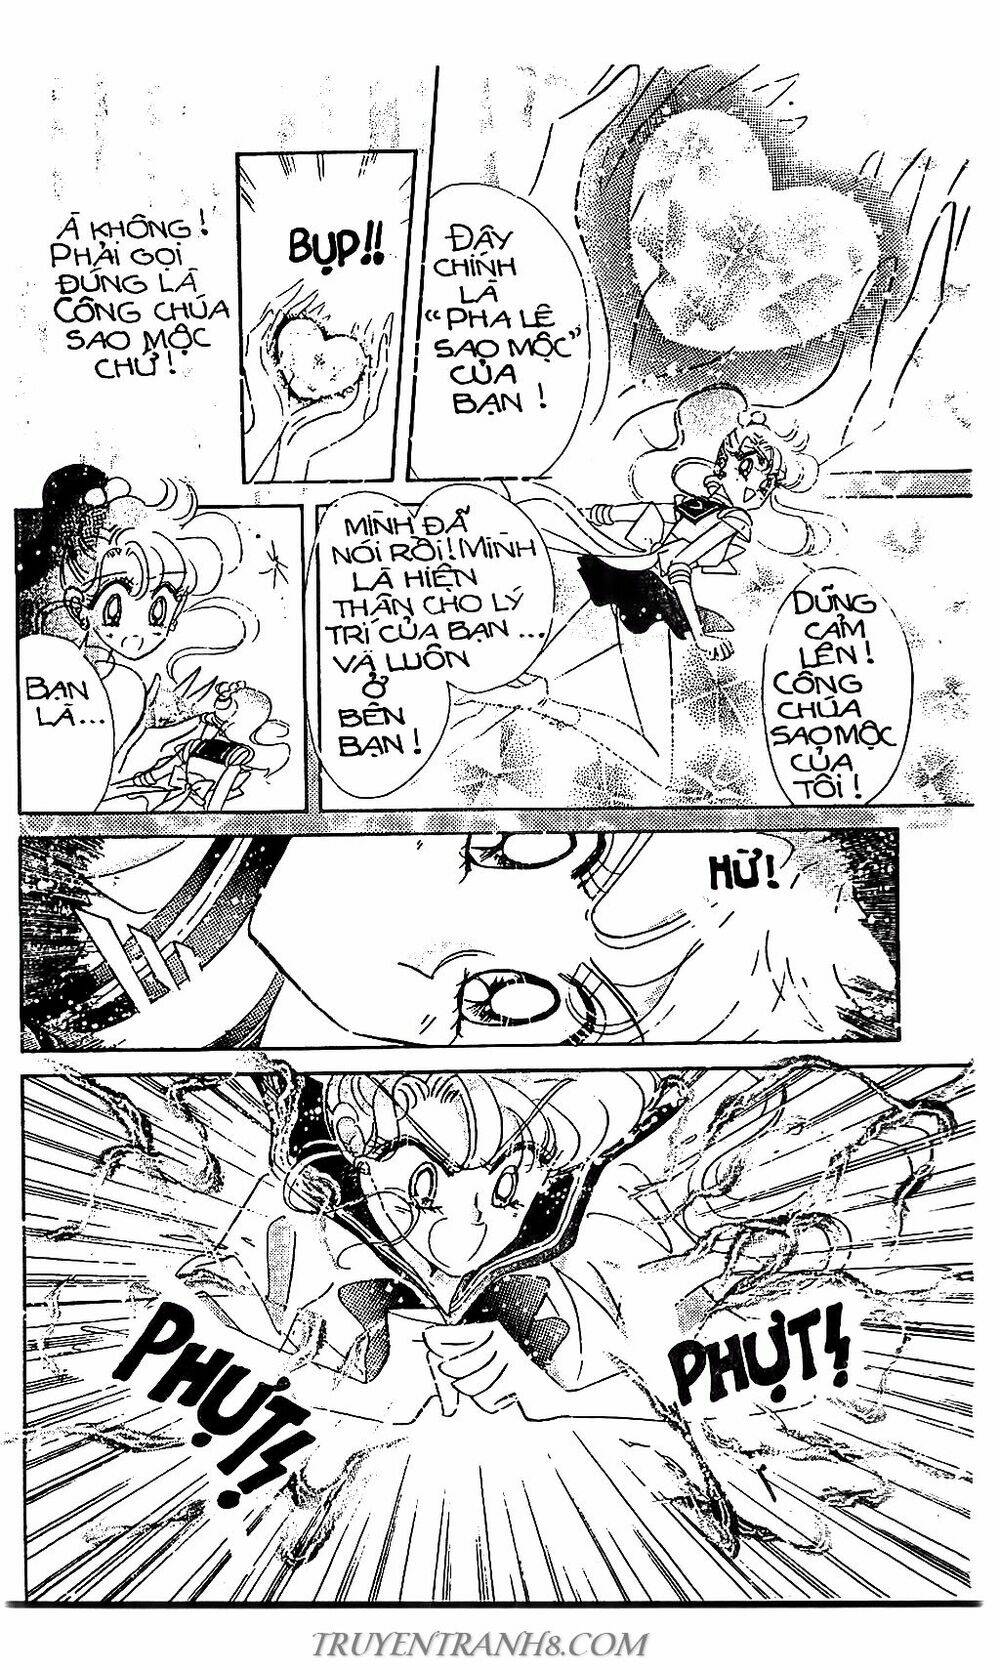 À KHÔNG!
PHẢI GỌI
ĐÚNG LÀ
CÔNG CHÚA
SAO MỘC
CHỨ!
BỤP!!
ĐÂY
CHÍNH
LÀ
"PHA LÊ
SAO MỘC"
CỦA
BẠN!
BẠN
LÀ...
MÌNH ĐÃ
NÓI RỒI! MÌNH
LÀ HIỆN
THÂN CHO LÝ
TRÍ CỦA BẠN...
VÀ LUÔN
Ở
BÊN
BẠN!
DŨNG
CẢM
LÊN!
CÔNG
CHÚA
SAO MỘC
CỦA
TÔI!
HỪ!
PHỰT!
PHỰT!
TRUYENTRANH8.COM